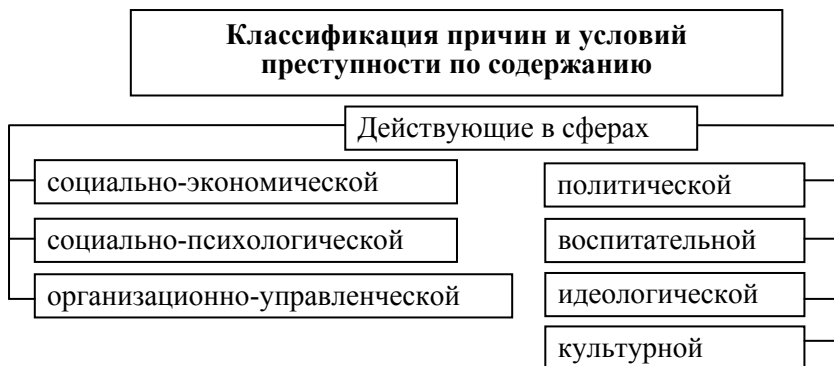 Классификация причин и условий
преступности по содержанию
Действующие в сферах
социально-экономической
социально-психологической
организационно-управленческой
политической
воспитательной
идеологической
культурной